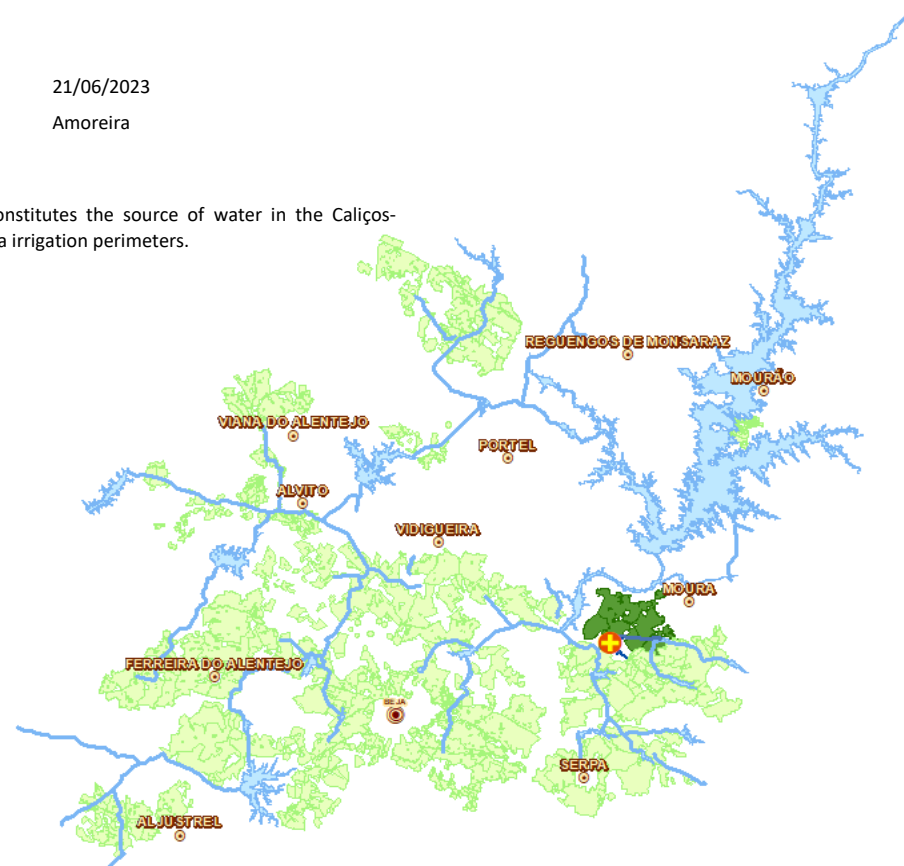 21/06/2023
Amoreira
onstitutes the source of water in the Caliços-
a irrigation perimeters.
REGUENGOS DE MONSARAZ
MOURÃO
VIANA DO ALENTEJO
PORTEL
ALVITO
VIDIGUEIRA
MOURA
FERREIRA DO ALENTEJO
BEJA
SERPA
ALJUSTREL